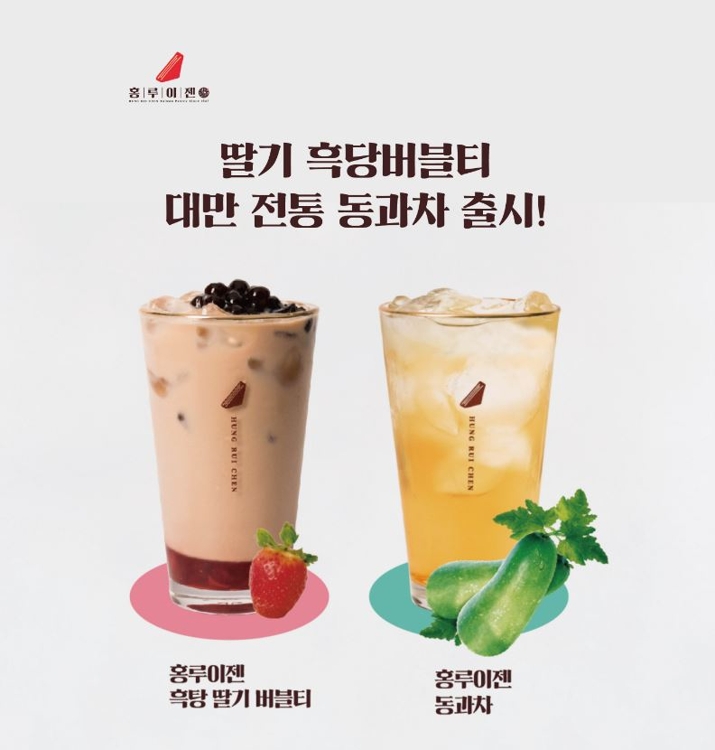 홍루이젠
딸기 흑당버블티
대만 전통 동과차 출시!
HUNG RUI CHEN
HUNG RUI CHEN
홍루이젠
흑탕 딸기 버블티
홍루이젠
동과차